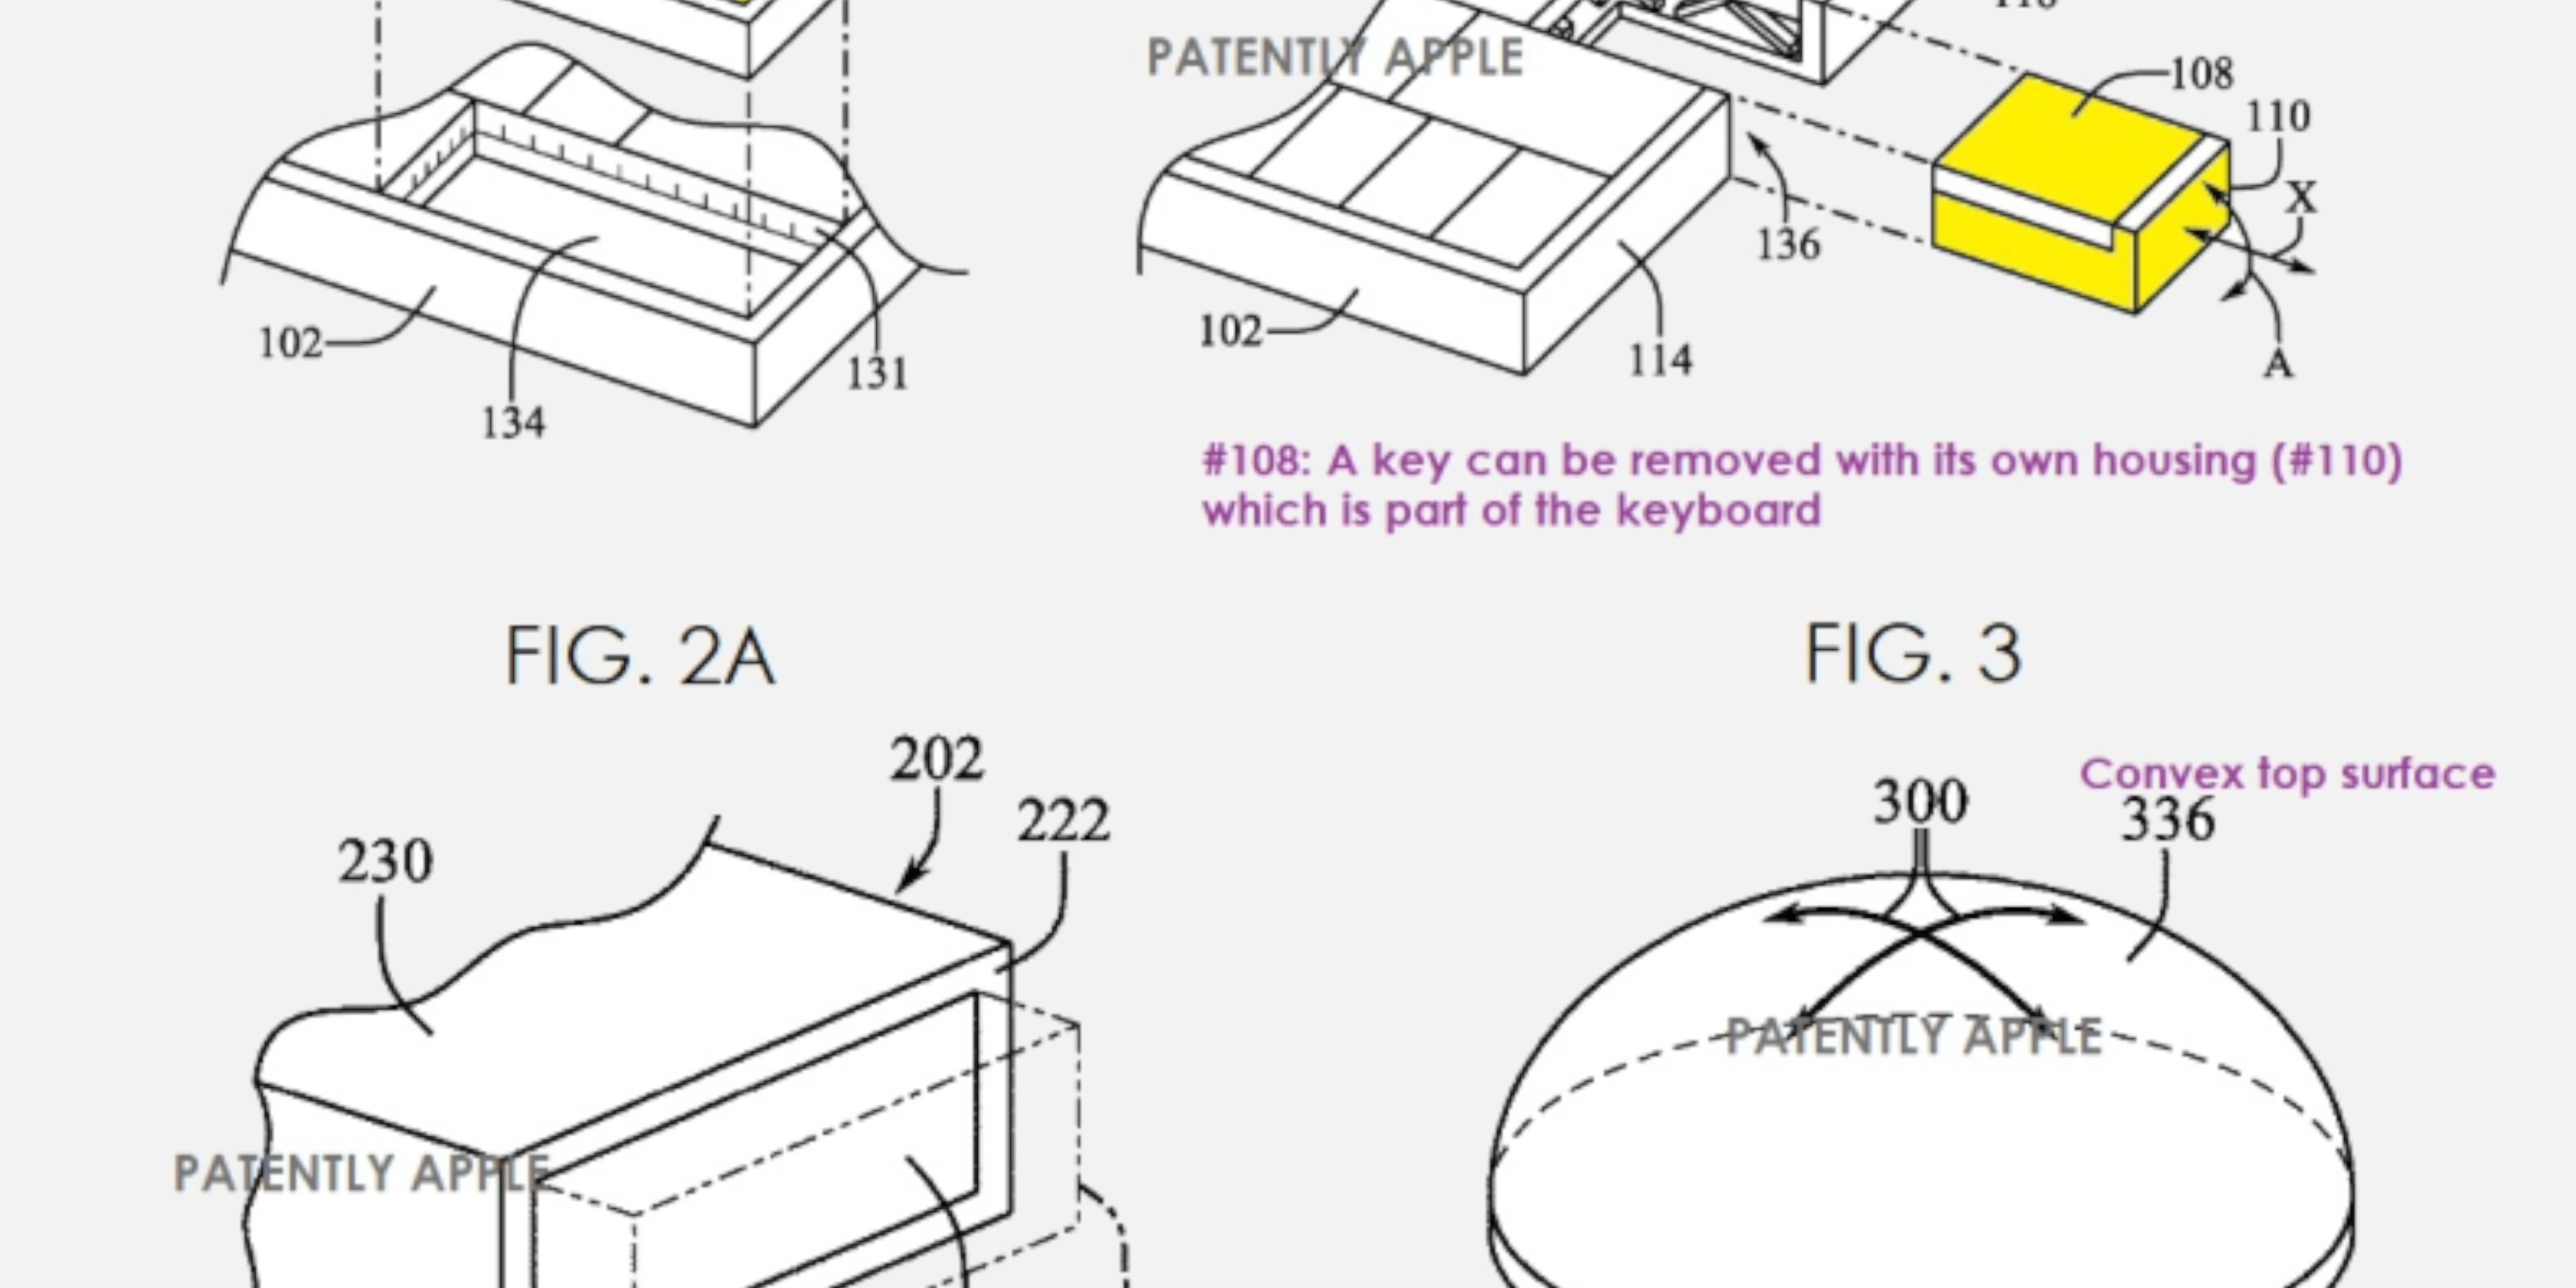 PATENTLY APPLE
108
110
X
136
102
131
134
102
114
A
#108: A key can be removed with its own housing (#110)
which is part of the keyboard
FIG. 2A
FIG. 3
202
222
230
Convex top surface
300
336
PATENTLY APPLE
PATENTLY APPLE